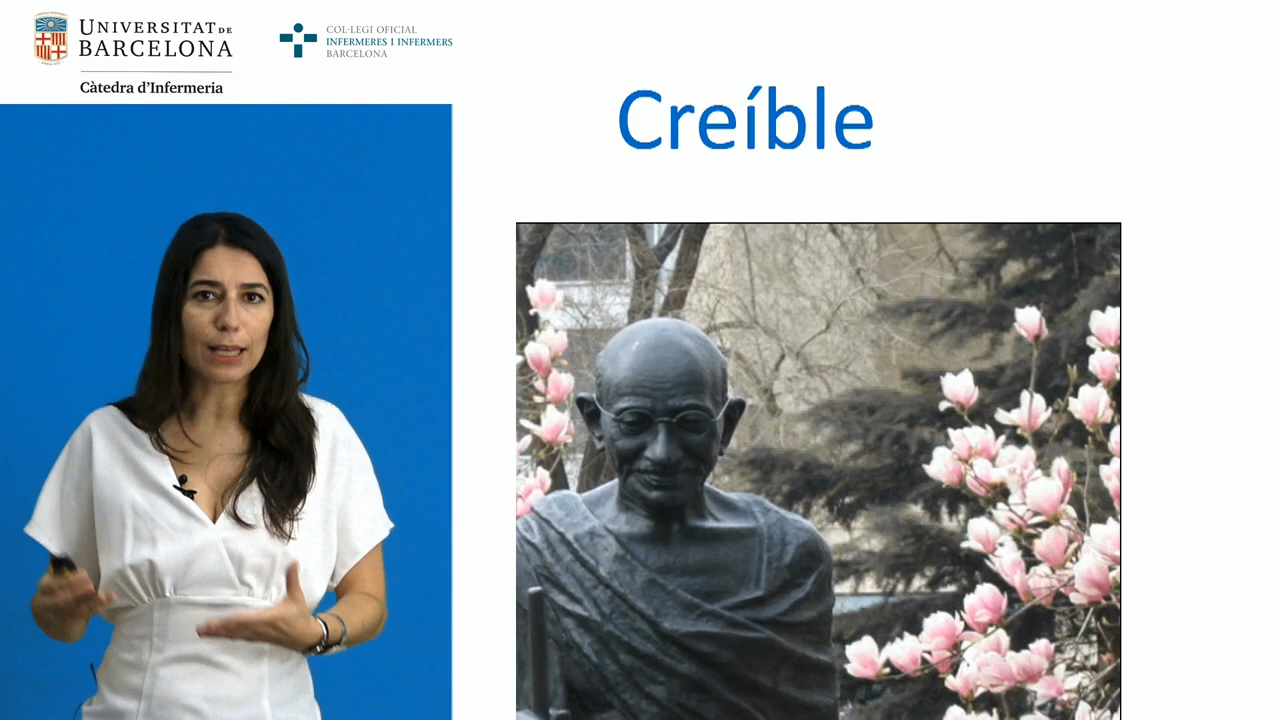 UNIVERSITAT DE
BARCELONA
Càtedra d'Infermeria
COL·LEGI OFICIAL
INFERMERES I INFERMERS
BARCELONA
Creíble